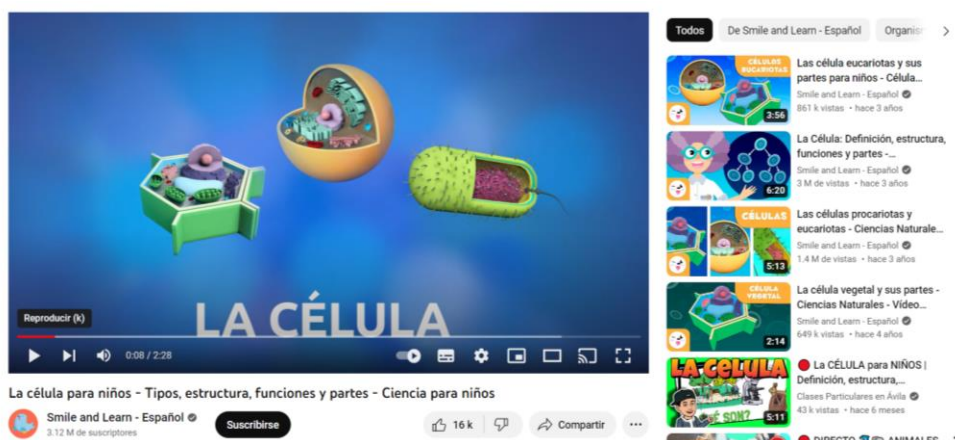 LA CÉLULA
Reproducir (k)
0:08 / 2:28
La célula para niños - Tipos, estructura, funciones y partes - Ciencia para niños
Smile and Learn - Español
3.12 M de suscriptores
Suscribirse
16 k
Compartir
Todos
De Smile and Learn - Español
CÉLULAS
EUCARIOTAS
3:56
Las célula eucariotas y sus
partes para niños - Célula...
Smile and Learn - Español
861 k vistas • hace 3 años
6:20
La Célula: Definición, estructura,
funciones y partes -...
Smile and Learn - Español
3 M de vistas • hace 3 años
CÉLULAS
5:13
Las células procariotas y
eucariotas - Ciencias Naturale...
Smile and Learn - Español
1.4 M de vistas • hace 3 años
CÉLULA
VEGETAL
2:14
La célula vegetal y sus partes -
Ciencias Naturales - Vídeo...
Smile and Learn - Español
649 k vistas • hace 4 años
LA CELULA
SON?
5:11
La CÉLULA para NIÑOS |
Definición, estructura,...
Clases Particulares en Ávila
43 k vistas • hace 6 meses
DIRECTO
ANIMALES